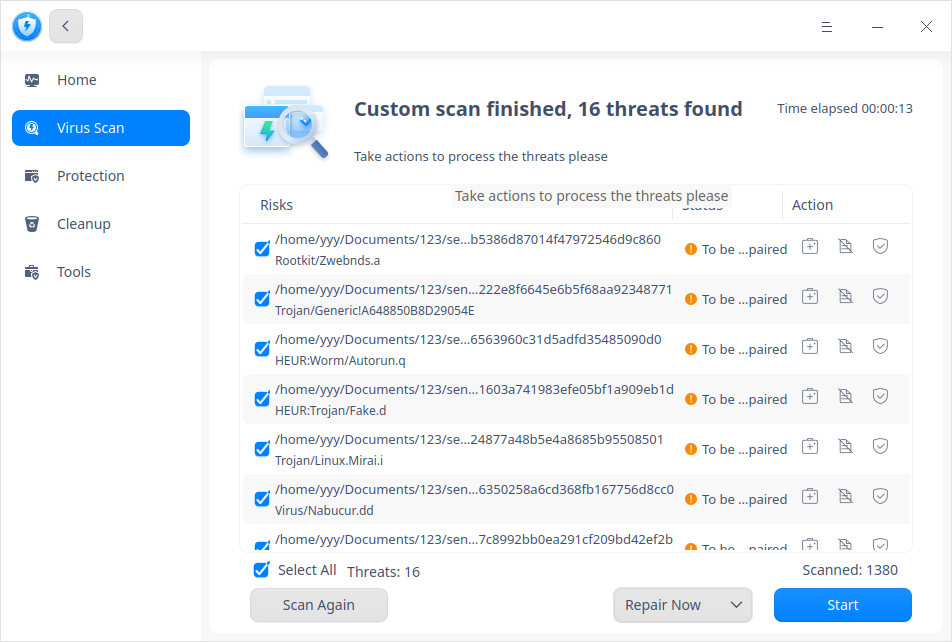 Home
Virus Scan
Protection
Cleanup
Tools
Custom scan finished, 16 threats found
Time elapsed 00:00:13
Take actions to process the threats please
Take actions to process the threats please
Risks
Status
Action
/home/yyy/Documents/123/se...b5386d87014f47972546d9c860
Rootkit/Zwebnds.a
To be ...paired
/home/yyy/Documents/123/sen...222e8f6645e6b5f68aa92348771
Trojan/Generic!A648850B8D29054E
To be ...paired
/home/yyy/Documents/123/se...6563960c31d5adfd35485090d0
HEUR:Worm/Autorun.q
To be ...paired
/home/yyy/Documents/123/sen...1603a741983efe05bf1a909eb1d
HEUR:Trojan/Fake.d
To be ...paired
/home/yyy/Documents/123/se...24877a48b5e4a8685b95508501
Trojan/Linux.Mirai.i
To be ...paired
/home/yyy/Documents/123/sen...6350258a6cd368fb167756d8cc0
Virus/Nabucur.dd
To be ...paired
/home/yyy/Documents/123/sen...7c8992bb0ea291cf209bd42ef2b
To be ...paired
Select All
Threats: 16
Scanned: 1380
Scan Again
Repair Now
Start